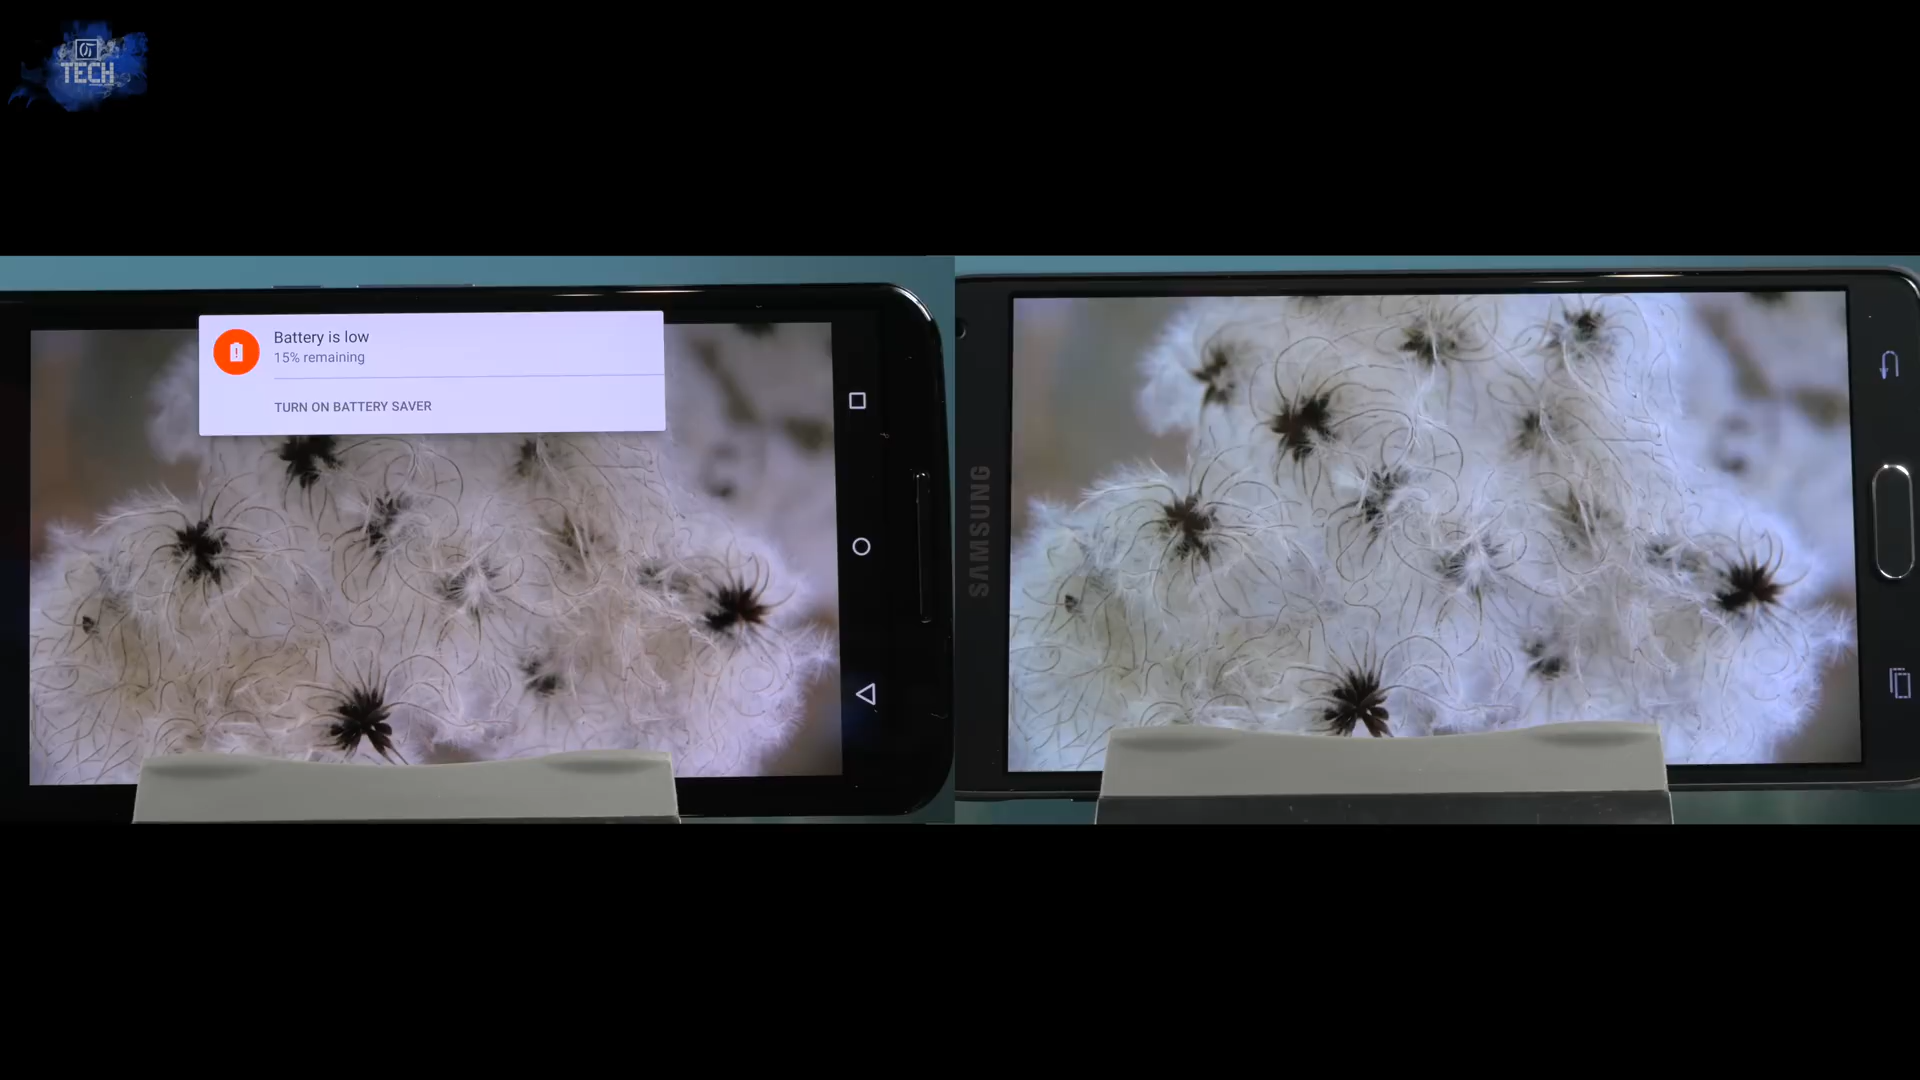 TECH
Battery is low
15% remaining
TURN ON BATTERY SAVER
SAMSUNG